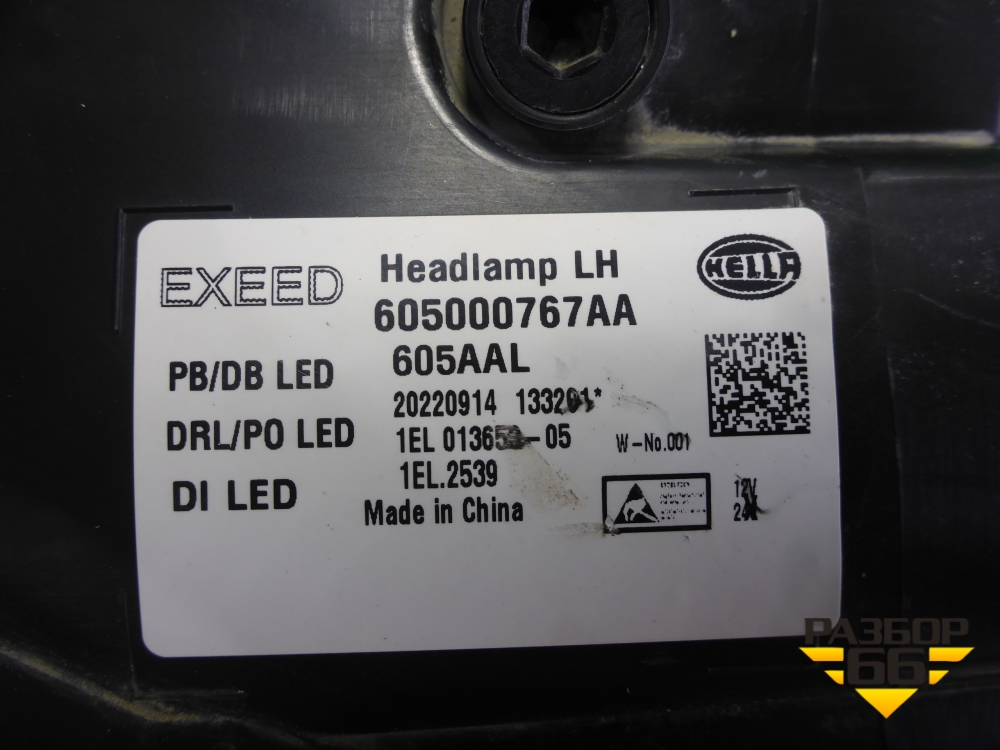 EXEED
Headlamp LH
HELLA
605000767AA
PB/DB LED
605AAL
20220914
DRL/PO LED
1EL
W-No.001
DI LED
1EL.2539
12V
Made in China
РАЗБОР
66